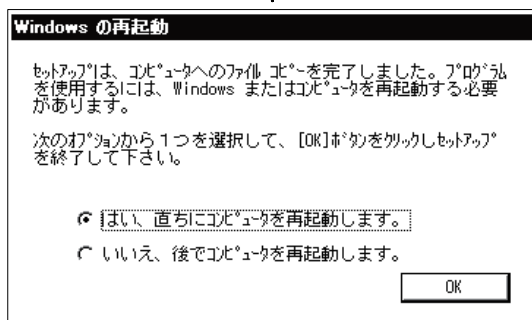 Windows の再起動
ｾｯﾄｱｯﾌﾟは、ｺﾝﾋﾟｭｰﾀへのﾌｧｲﾙ ｺﾋﾟｰを完了しました。ﾌﾟﾛｸﾞﾗﾑ
を使用するには、Windows またはｺﾝﾋﾟｭｰﾀを再起動する必要
があります。
次のｵﾌﾟｼｮﾝから１つを選択して、[OK]ﾎﾞﾀﾝをｸﾘｯｸしｾｯﾄｱｯﾌﾟ
を終了して下さい。
はい、直ちにｺﾝﾋﾟｭｰﾀを再起動します。
いいえ、後でｺﾝﾋﾟｭｰﾀを再起動します。
OK